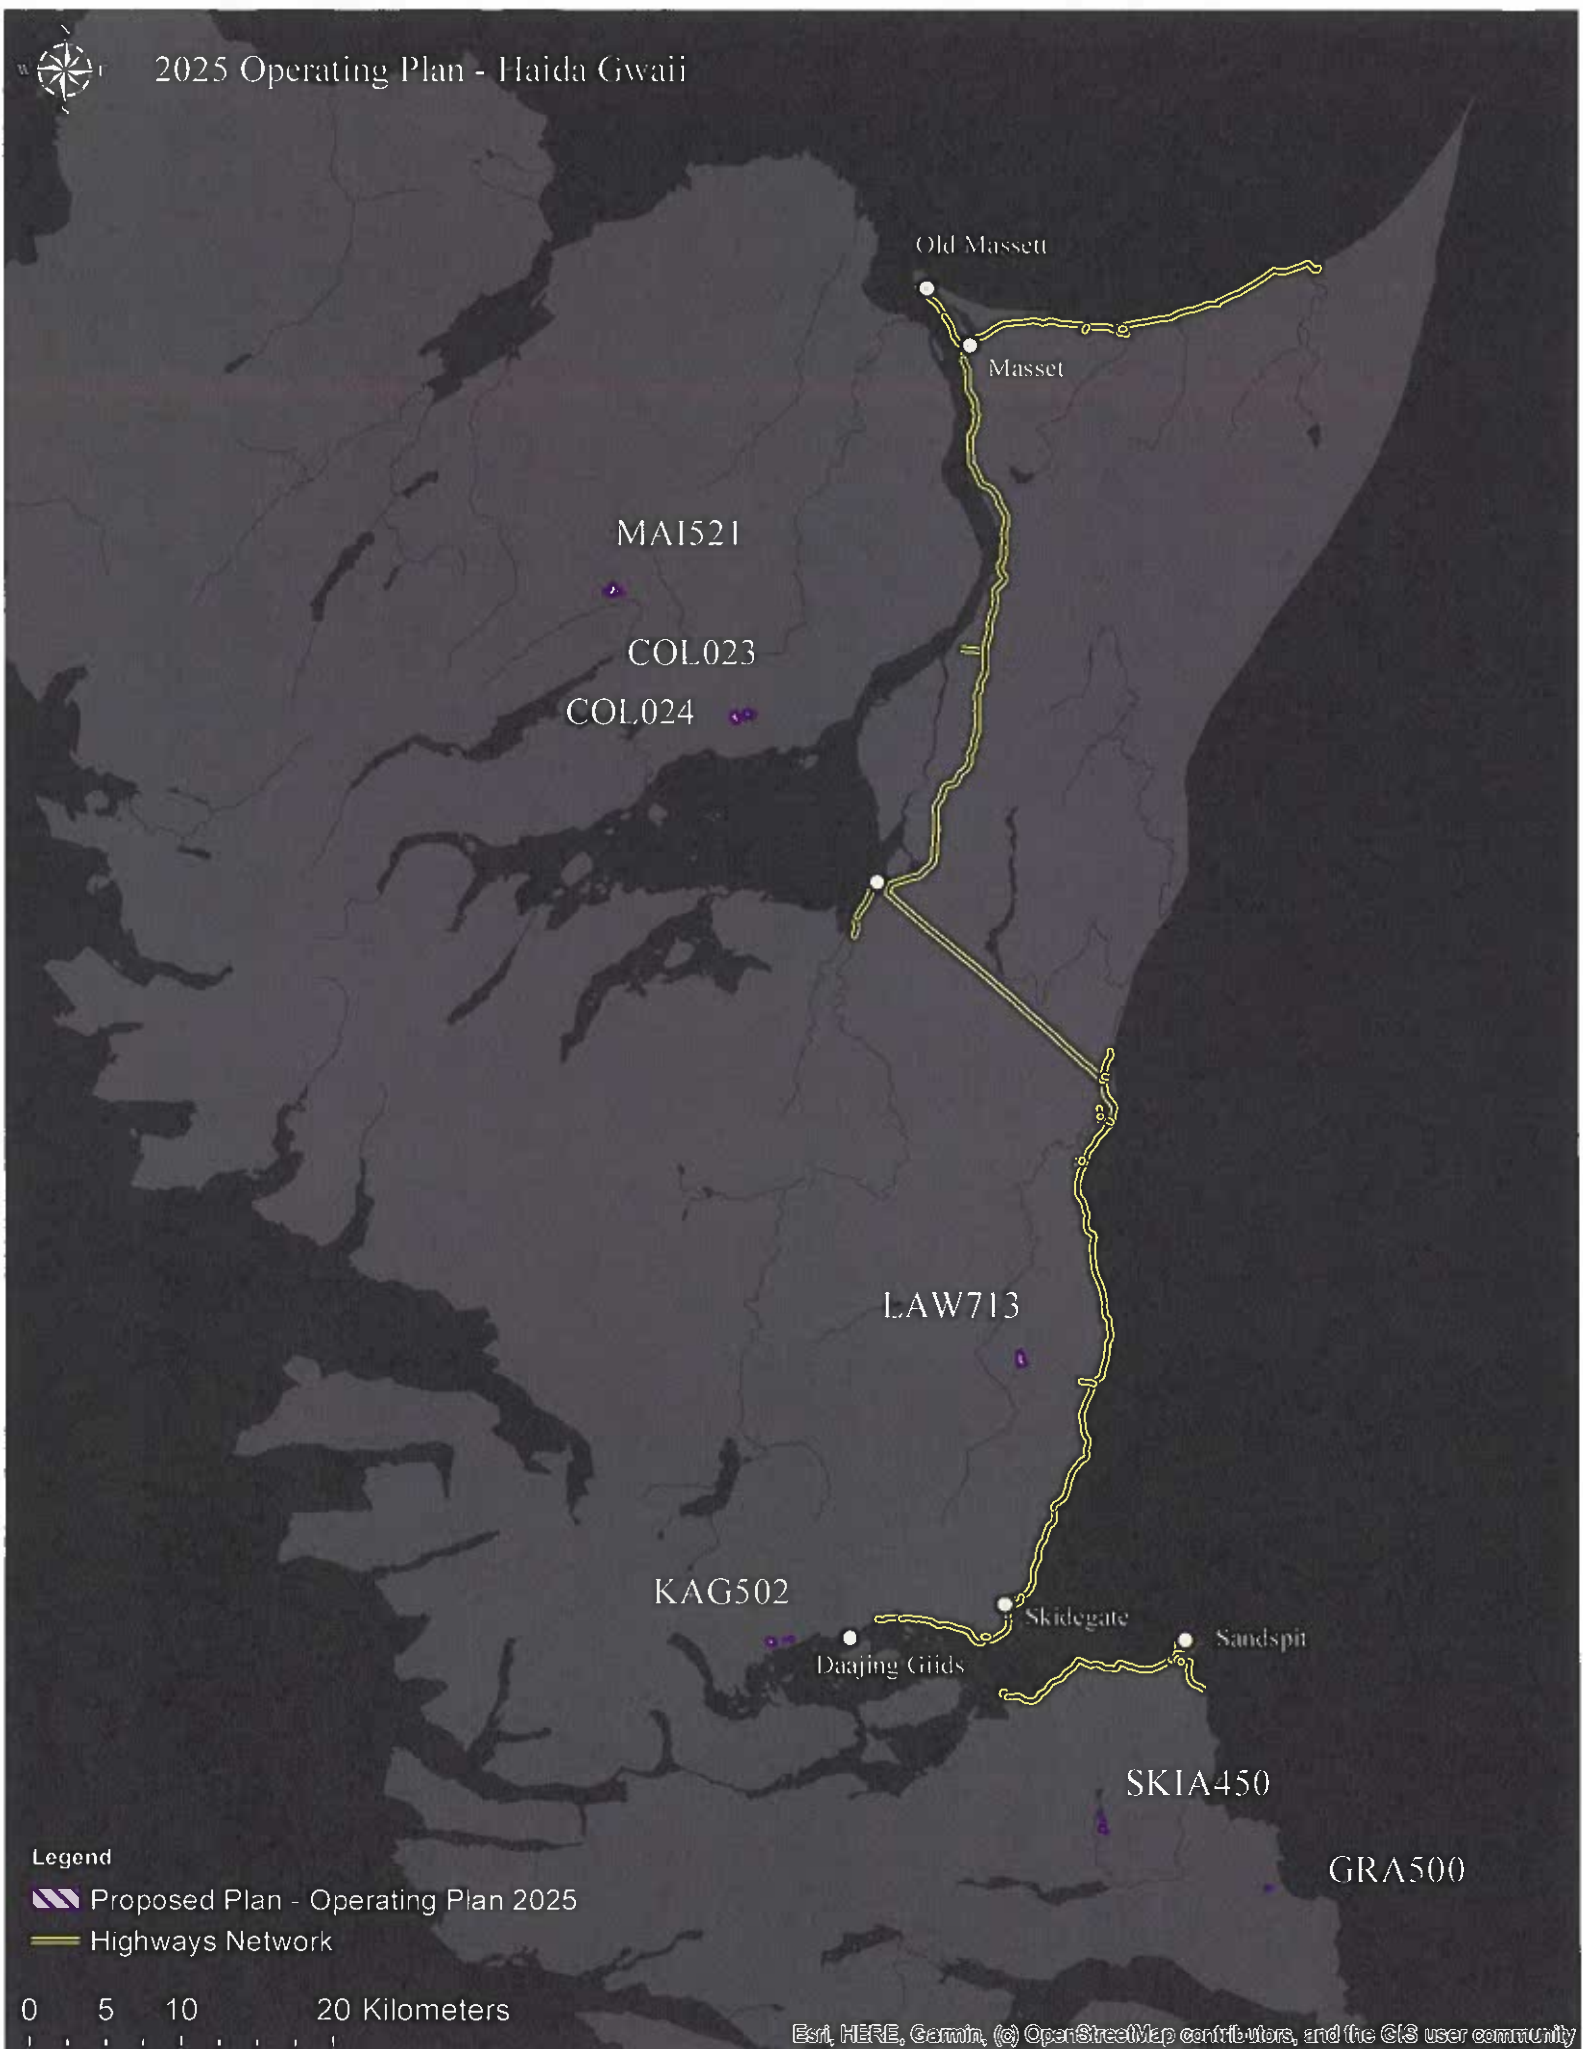 2025 Operating Plan - Haida Gwaii
W
Old Massett
Masset
MAI521
COL023
COL024
LAW713
KAG502
Skidegate
Sandspit
Daajing Giids
SKIA450
GRA500
Legend
Proposed Plan - Operating Plan 2025
Highways Network
0 5 10 20 Kilometers
Esri, HERE, Garmin, (c) OpenStreetMap contributors, and the GIS user community